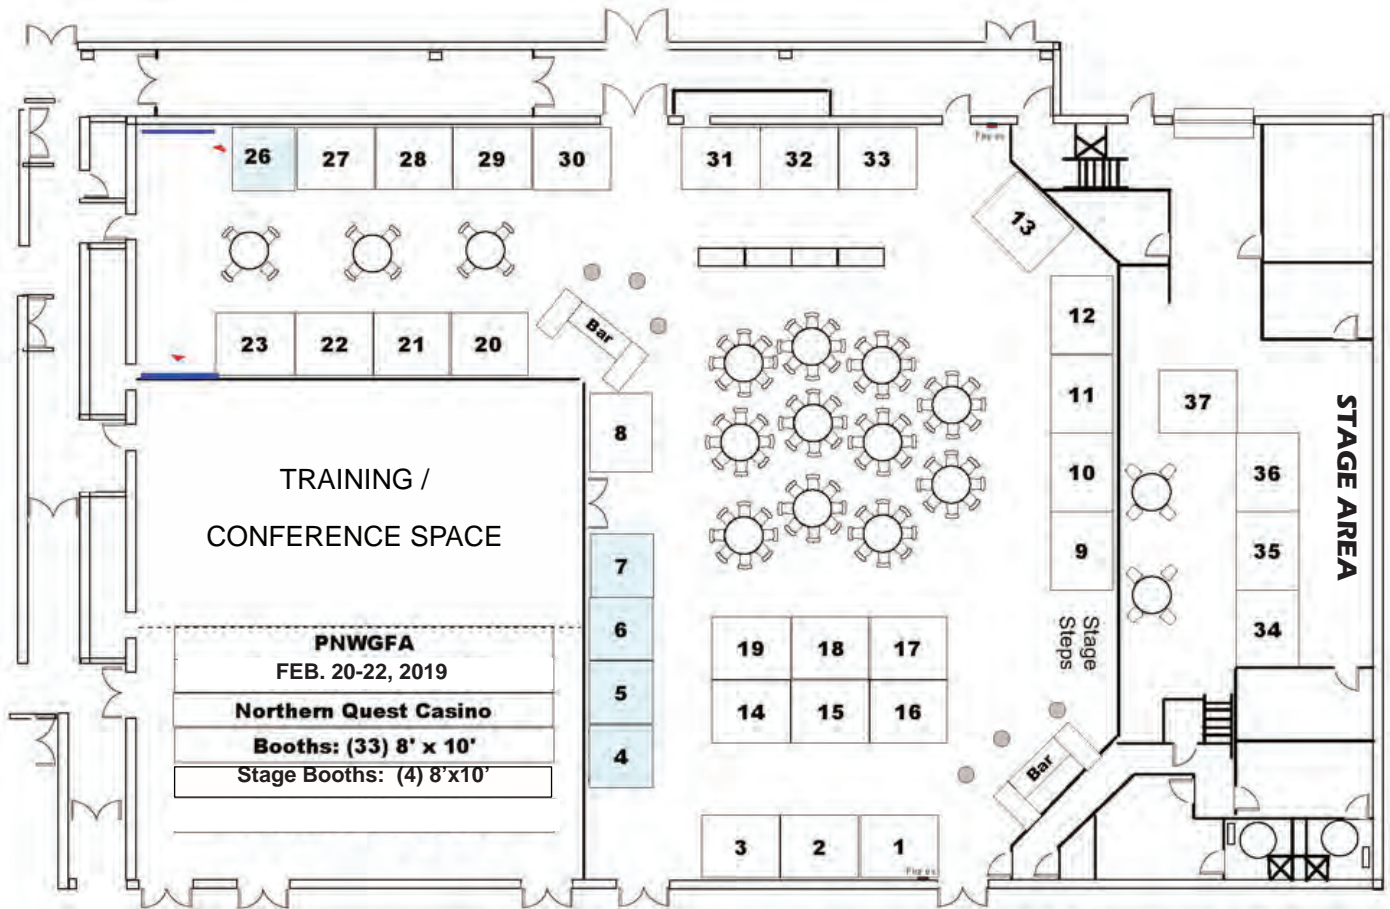 26 27 28 29 30 31 32 33
13
12
23 22 21 20
Bar
11
37
8
10
36
STAGE AREA
TRAINING /
CONFERENCE SPACE
9
35
7
6
34
Stage
Steps
19 18 17
PNWGFA
FEB. 20-22, 2019
5
14 15 16
Northern Quest Casino
Booths: (33) 8' x 10'
Stage Booths: (4) 8'x10'
4
Bar
3 2 1